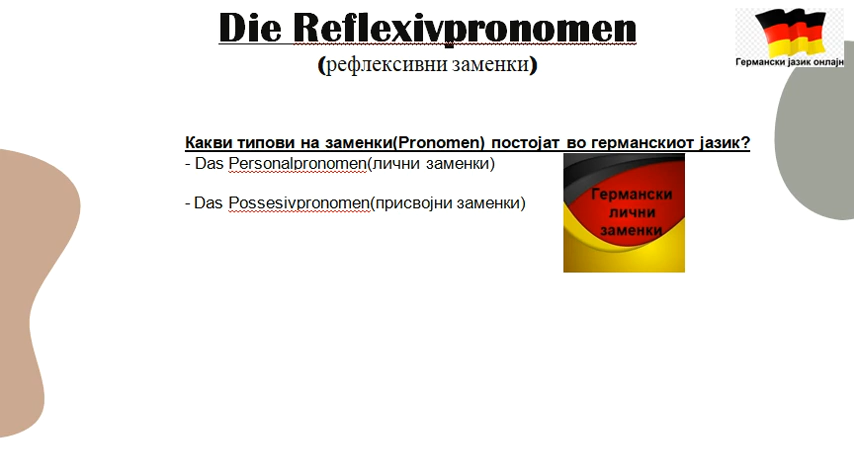 Die Reflexivpronomen
(рефлексивни заменки)
Германски јазик онлајн
Какви типови на заменки(Pronomen) постојат во германскиот јазик?
- Das Personalpronomen(лични заменки)
- Das Possesivpronomen(присвојни заменки)
Германски
лични
заменки